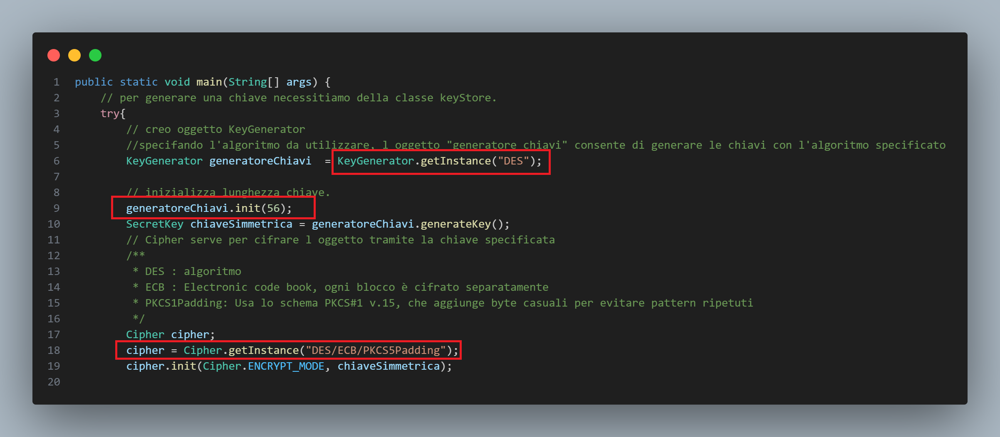 1 public static void main(String[] args) {
2 // per generare una chiave necessitiamo della classe keyStore.
3 try{
4 // creo oggetto KeyGenerator
5 //specifando l'algoritmo da utilizzare, l oggetto "generatore chiavi" consente di generare le chiavi con l'algoritmo specificato
6 KeyGenerator generatoreChiavi = KeyGenerator.getInstance("DES");
7
8 // inizializza lunghezza chiave.
9 generatoreChiavi.init(56);
10 SecretKey chiaveSimmetrica = generatoreChiavi.generateKey();
11 // Cipher serve per cifrare l oggetto tramite la chiave specificata
12 /**
13 * DES : algoritmo
14 * ECB : Electronic code book, ogni blocco è cifrato separatamente
15 * PKCS1Padding: Usa lo schema PKCS#1 v.15, che aggiunge byte casuali per evitare pattern ripetuti
16 */
17 Cipher cipher;
18 cipher = Cipher.getInstance("DES/ECB/PKCS5Padding");
19 cipher.init(Cipher.ENCRYPT_MODE, chiaveSimmetrica);
20